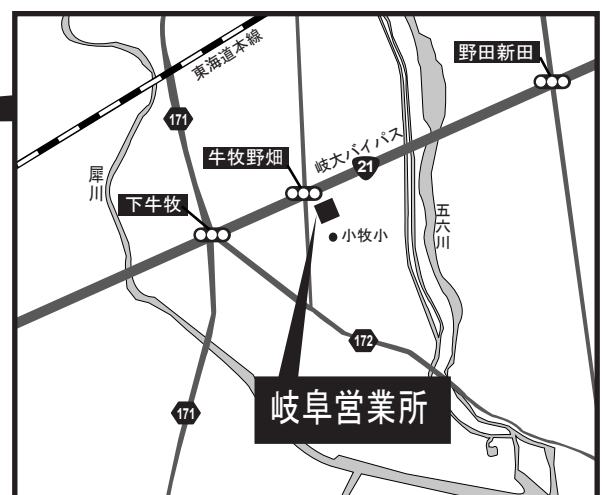 東海道本線
野田新田
171
牛牧野畑
岐大バイパス
21
犀川
下牛牧
五六川
小牧小
172
岐阜営業所
171